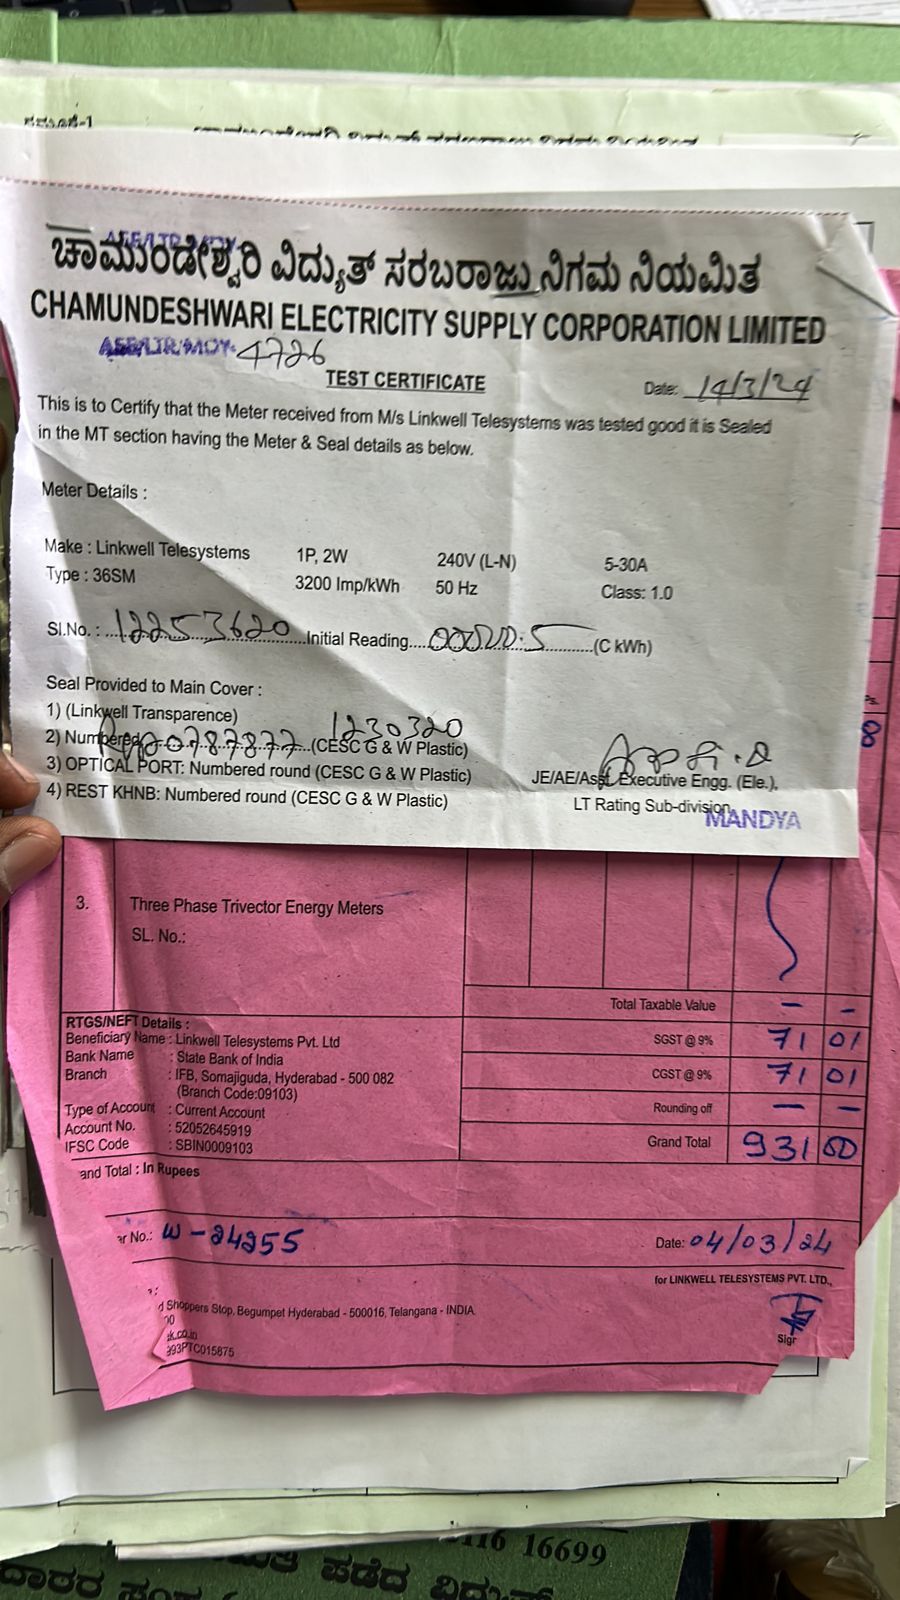 ಚಾಮುಂಡೇಶ್ವರಿ ವಿದ್ಯುತ್ ಸರಬರಾಜು ನಿಗಮ ನಿಯಮಿತ
CHAMUNDESHWARI ELECTRICITY SUPPLY CORPORATION LIMITED
4726
TEST CERTIFICATE
Date: 14/3/24
This is to Certify that the Meter received from M/s Linkwell Telesystems was tested good it is Sealed
in the MT section having the Meter & Seal details as below.
Meter Details :
Make : Linkwell Telesystems 1P, 2W 240V (L-N) 5-30A
Type : 36SM 3200 Imp/kWh 50 Hz Class: 1.0
Sl.No. : 12253620 Initial Reading (C kWh)
Seal Provided to Main Cover :
1) (Linkwell Transparence) 1230320
2) Numbered 0787877 (CESC G & W Plastic)
3) OPTICAL PORT: Numbered round (CESC G & W Plastic)
4) REST KHNB: Numbered round (CESC G & W Plastic)
JE/AE/Asst. Executive Engg. (Ele.),
LT Rating Sub-division
MANDYA
3. Three Phase Trivector Energy Meters
SL. No.:
Total Taxable Value - -
RTGS/NEFT Details :
Beneficiary Name : Linkwell Telesystems Pvt. Ltd SGST @ 9% 71 01
Bank Name : State Bank of India
Branch : IFB, Somajiguda, Hyderabad - 500 082 CGST @ 9% 71 01
(Branch Code:09103)
Type of Account : Current Account Rounding off - -
Account No. : 52052645919
IFSC Code : SBIN0009103 Grand Total 931 00
and Total : In Rupees
No.: W-24255 Date: 04/03/24
for LINKWELL TELESYSTEMS PVT. LTD.,
Shoppers Stop, Begumpet Hyderabad - 500016, Telangana - INDIA.
.co.in
993PTC015875
16699
ಪಡೆದ